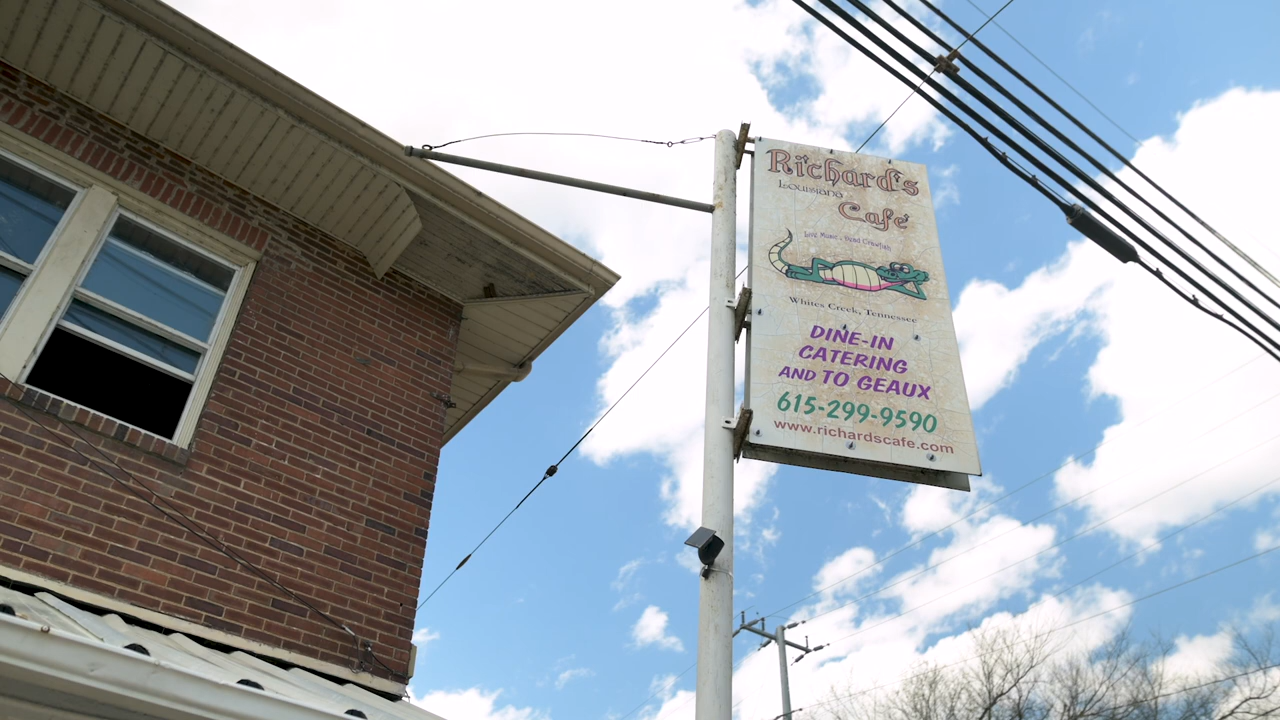 Richard's
Louisiana
Café
Live Music - Dead Crawfish
Whites Creek, Tennessee
DINE-IN
CATERING
AND TO GEAUX
615-299-9590
www.richardscafe.com